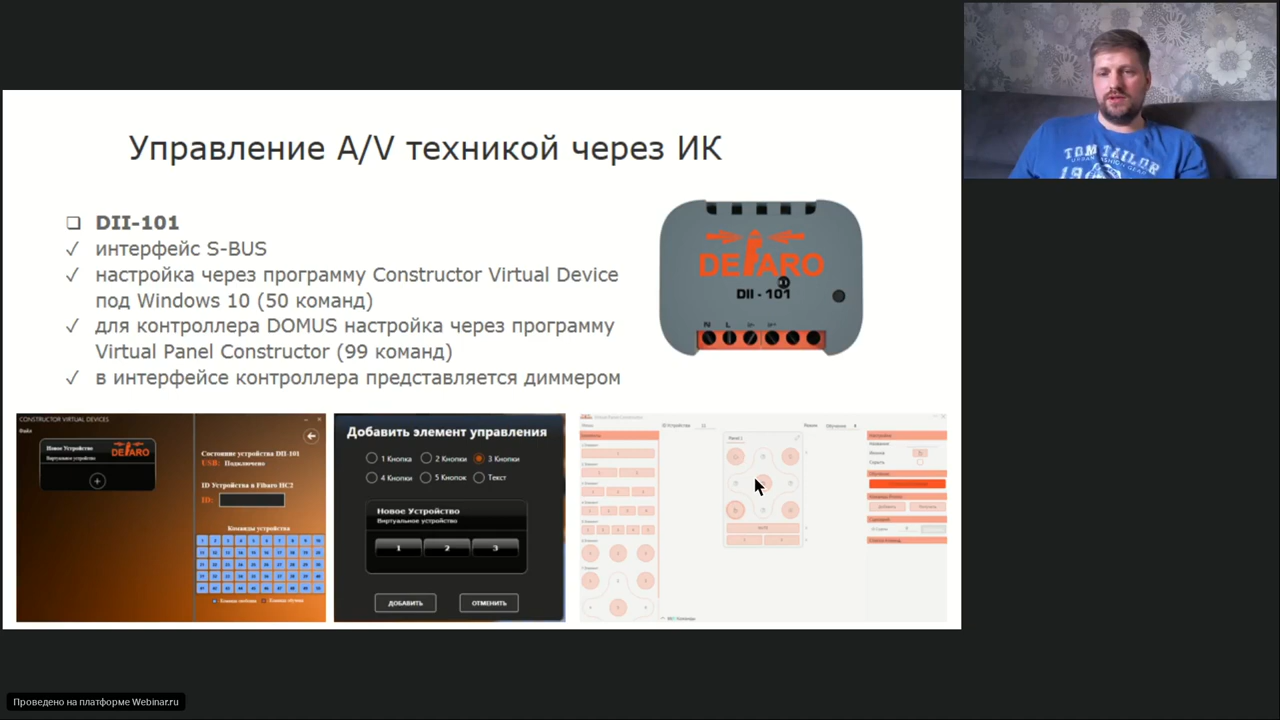 Управление A/V техникой через ИК
DII-101
интерфейс S-BUS
настройка через программу Constructor Virtual Device
под Windows 10 (50 команд)
для контроллера DOMUS настройка через программу
Virtual Panel Constructor (99 команд)
в интерфейсе контроллера представляется диммером
DEFARO
DII - 101
N L
CONSTRUCTOR VIRTUAL DEVICES
Файл
Новое Устройство
Виртуальное устройство
DEFARO
Состояние устройства DII-101
USB: Подключено
ID Устройства в Fibaro HC2
ID:
Команды устройства
Добавить элемент управления
1 Кнопка 2 Кнопки 3 Кнопки
4 Кнопки 5 Кнопок Текст
Новое Устройство
Виртуальное устройство
1 2 3
ДОБАВИТЬ ОТМЕНИТЬ
TOM TAILOR
Проведено на платформе Webinar.ru